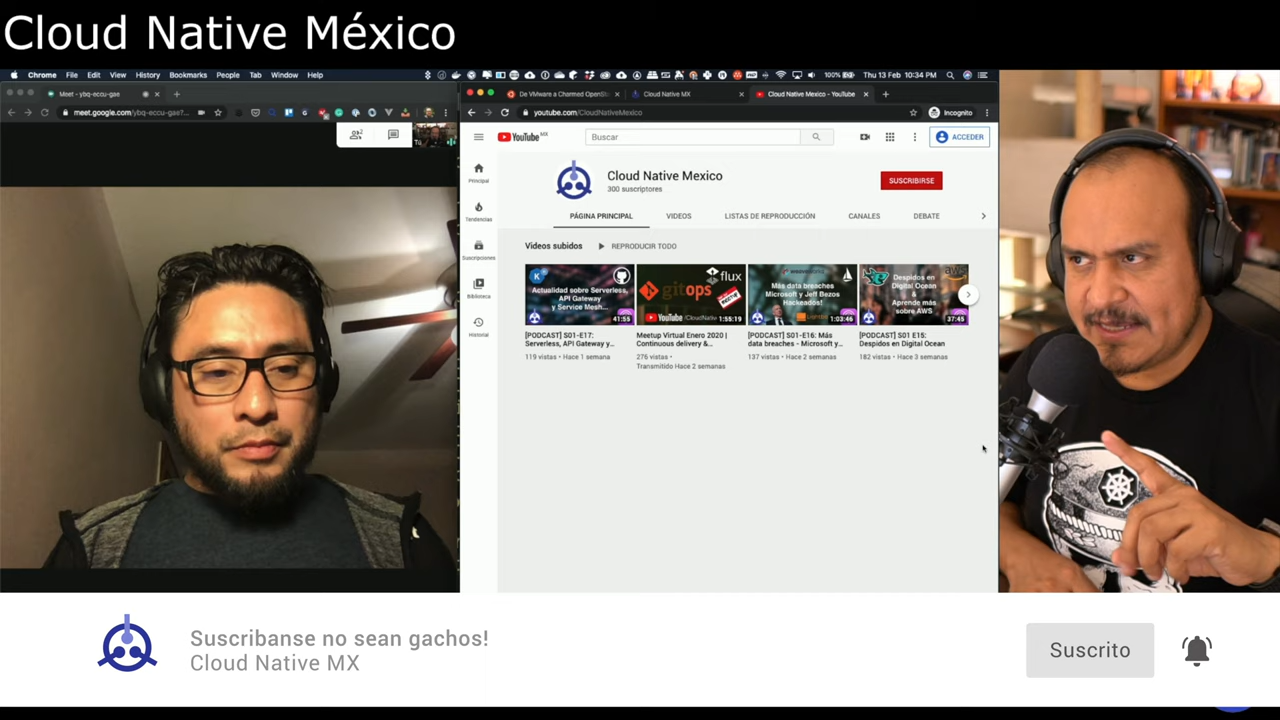 Cloud Native México
Chrome File Edit View History Bookmarks People Tab Window Help
100% Thu 13 Feb 10:34 PM
Meet - ybq-eccu-gae
meet.google.com/ybq-eccu-gae?...
Tú
De VMware a Charmed OpenSta
Cloud Native MX
Cloud Native Mexico - YouTube
youtube.com/CloudNativeMexico
Incognito
YouTube MX
Buscar
ACCEDER
Principal
Tendencias
Suscripciones
Biblioteca
Historial
Cloud Native Mexico
300 suscriptores
SUSCRIBIRSE
PÁGINA PRINCIPAL VIDEOS LISTAS DE REPRODUCCIÓN CANALES DEBATE
Videos subidos REPRODUCIR TODO
Actualidad sobre Serverless,
API Gateway
y Service Mesh...
41:55
[PODCAST] S01-E17:
Serverless, API Gateway y...
119 vistas • Hace 1 semana
flux
gitops
YouTube /CloudNative
1:55:19
Meetup Virtual Enero 2020 |
Continuous delivery &...
276 vistas •
Transmitido Hace 2 semanas
Más data breaches
Microsoft y Jeff Bezos
Hackeados!
1:03:46
[PODCAST] S01-E16: Más
data breaches - Microsoft y...
137 vistas • Hace 2 semanas
aws
Despidos en
Digital Ocean
&
Aprende más
sobre AWS
37:45
[PODCAST] S01 E15:
Despidos en Digital Ocean
182 vistas • Hace 3 semanas
Suscribanse no sean gachos!
Cloud Native MX
Suscrito